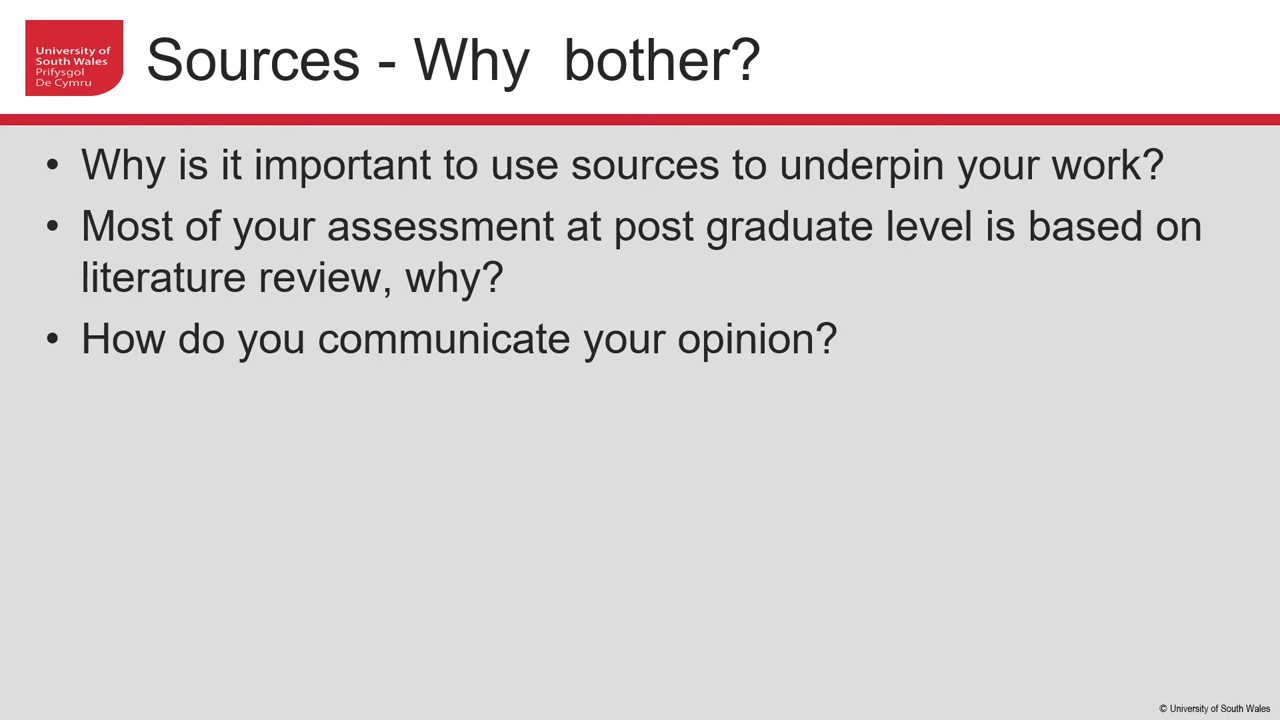 University of
South Wales
Prifysgol
De Cymru
Sources - Why  bother?
• Why is it important to use sources to underpin your work?
• Most of your assessment at post graduate level is based on
literature review, why?
• How do you communicate your opinion?
© University of South Wales